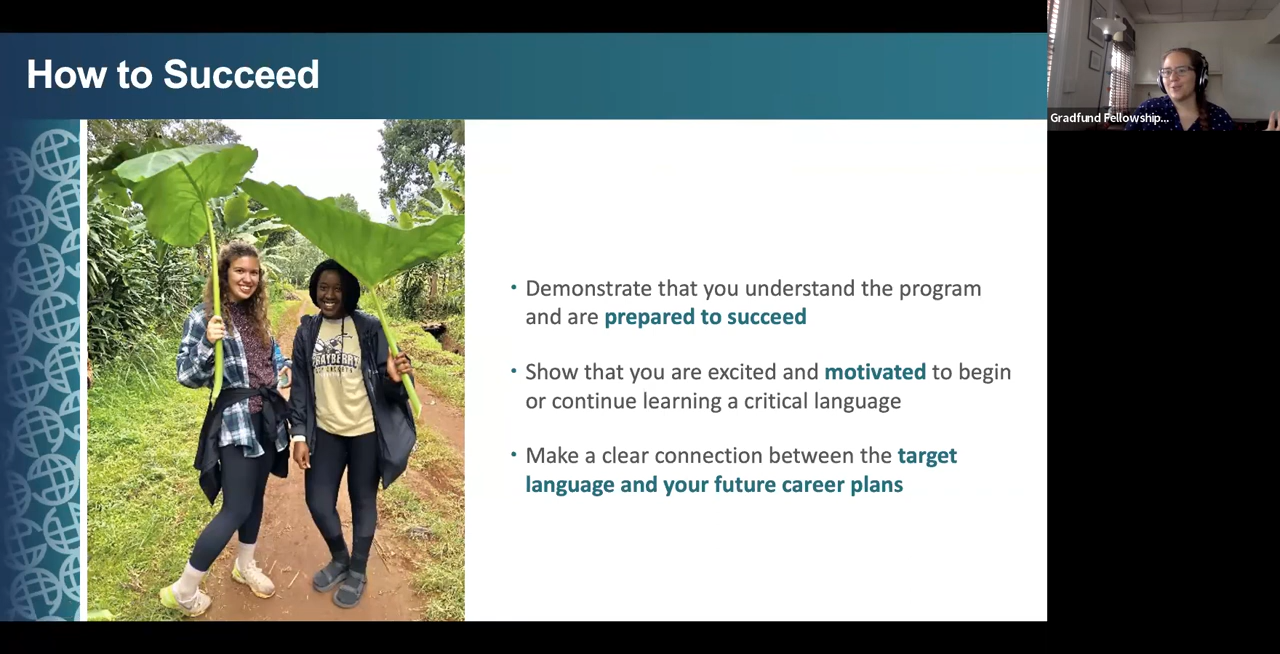 How to Succeed
Gradfund Fellowship...
• Demonstrate that you understand the program
and are prepared to succeed
• Show that you are excited and motivated to begin
or continue learning a critical language
• Make a clear connection between the target
language and your future career plans